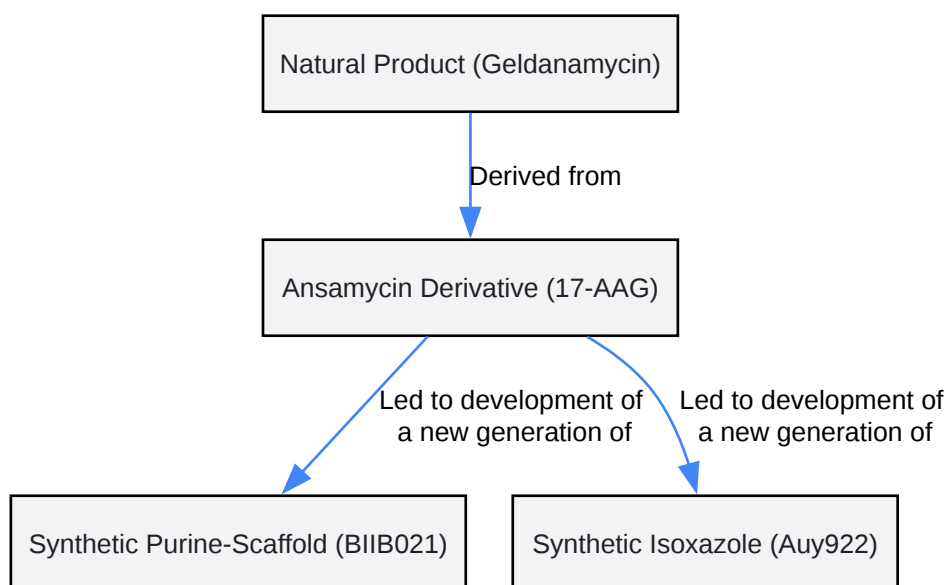 Natural Product (Geldanamycin)
Derived from
Ansamycin Derivative (17-AAG)
Led to development of
a new generation of
Led to development of
a new generation of
Synthetic Purine-Scaffold (BIIB021)
Synthetic Isoxazole (Auy922)